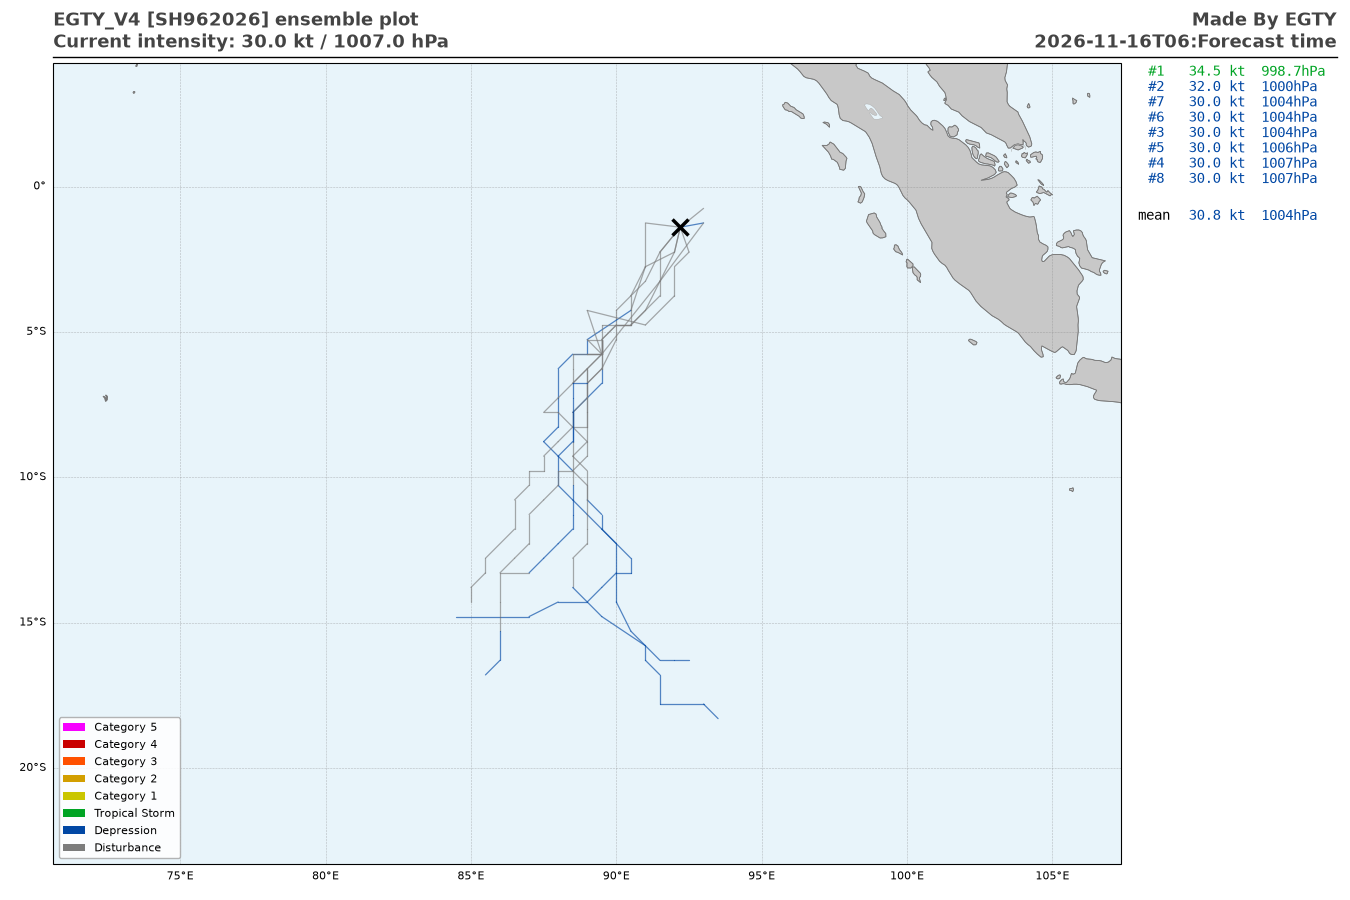 EGTY_V4 [SH962026] ensemble plot
Current intensity: 30.0 kt / 1007.0 hPa
Made By EGTY
2026-11-16T06:Forecast time
#1 34.5 kt 998.7hPa
#2 32.0 kt 1000hPa
#7 30.0 kt 1004hPa
#6 30.0 kt 1004hPa
#3 30.0 kt 1004hPa
#5 30.0 kt 1006hPa
#4 30.0 kt 1007hPa
#8 30.0 kt 1007hPa
mean 30.8 kt 1004hPa
0°
5°S
10°S
15°S
20°S
Category 5
Category 4
Category 3
Category 2
Category 1
Tropical Storm
Depression
Disturbance
75°E 80°E 85°E 90°E 95°E 100°E 105°E